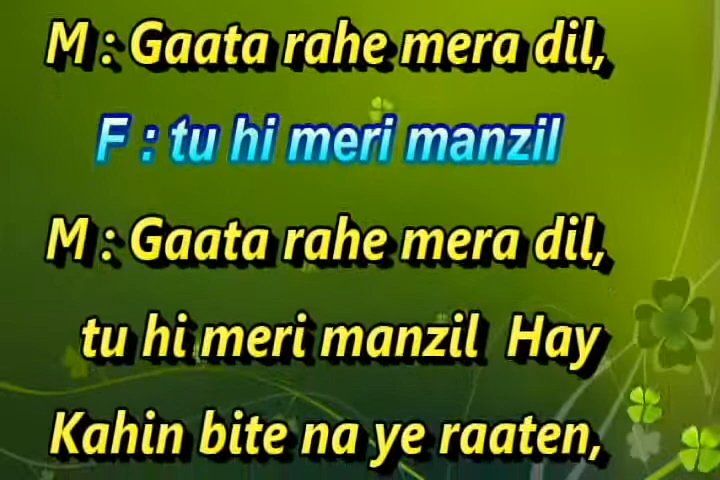 M : Gaata rahe mera dil,
F : tu hi meri manzil
M : Gaata rahe mera dil,
tu hi meri manzil Hay
Kahin bite na ye raaten,